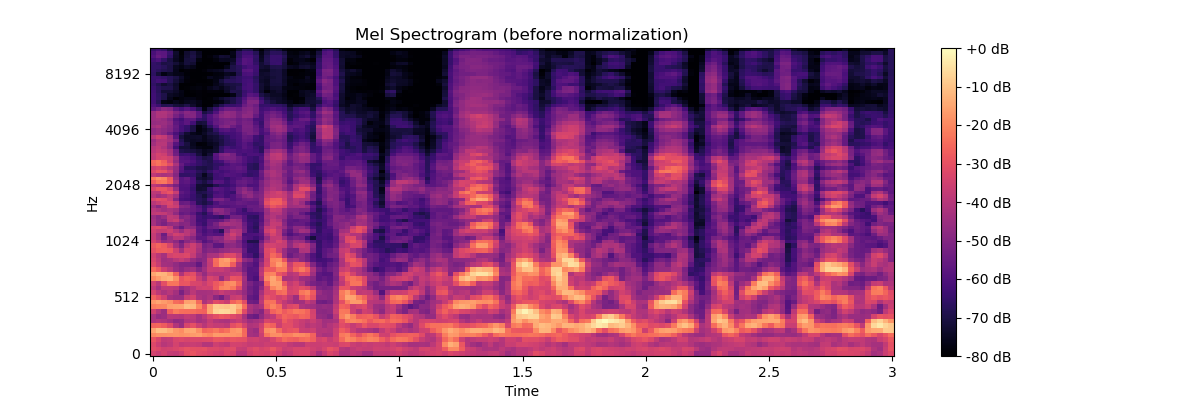 Mel Spectrogram (before normalization)
Hz
8192
4096
2048
1024
512
0
0 0.5 1 1.5 2 2.5 3
Time
+0 dB
-10 dB
-20 dB
-30 dB
-40 dB
-50 dB
-60 dB
-70 dB
-80 dB